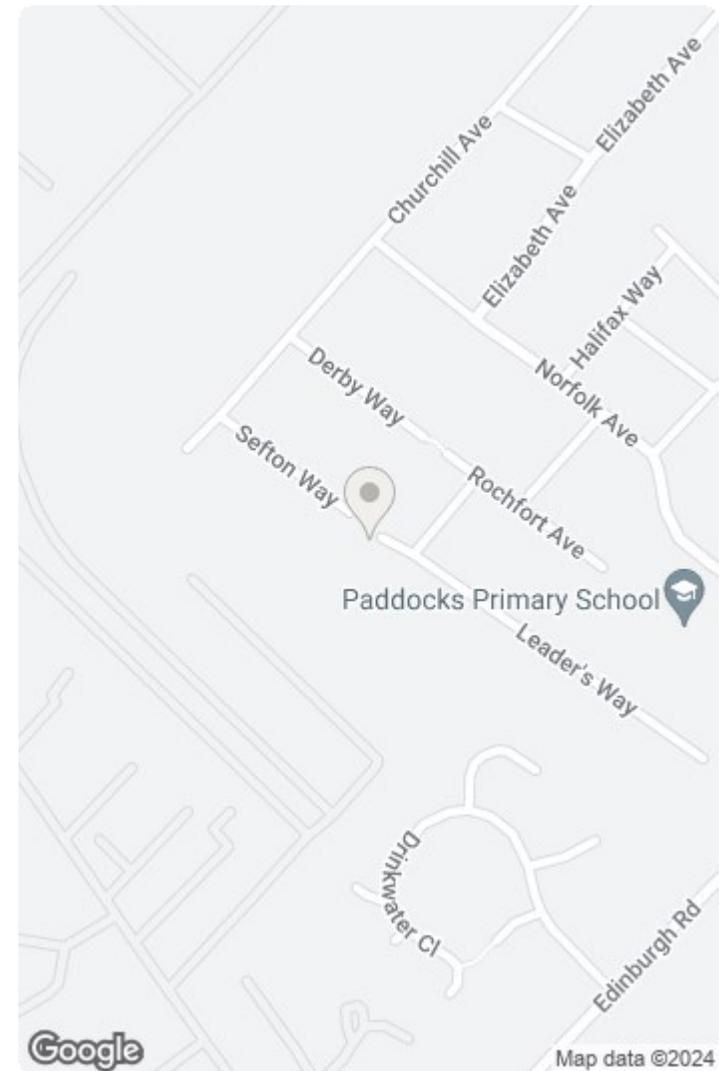 Elizabeth Ave
Churchill Ave
Elizabeth Ave
Halifax Way
Norfolk Ave
Derby Way
Sefton Way
Rochfort Ave
Paddocks Primary School
Leader's Way
Drinkwater Cl
Edinburgh Rd
Google
Map data ©2024